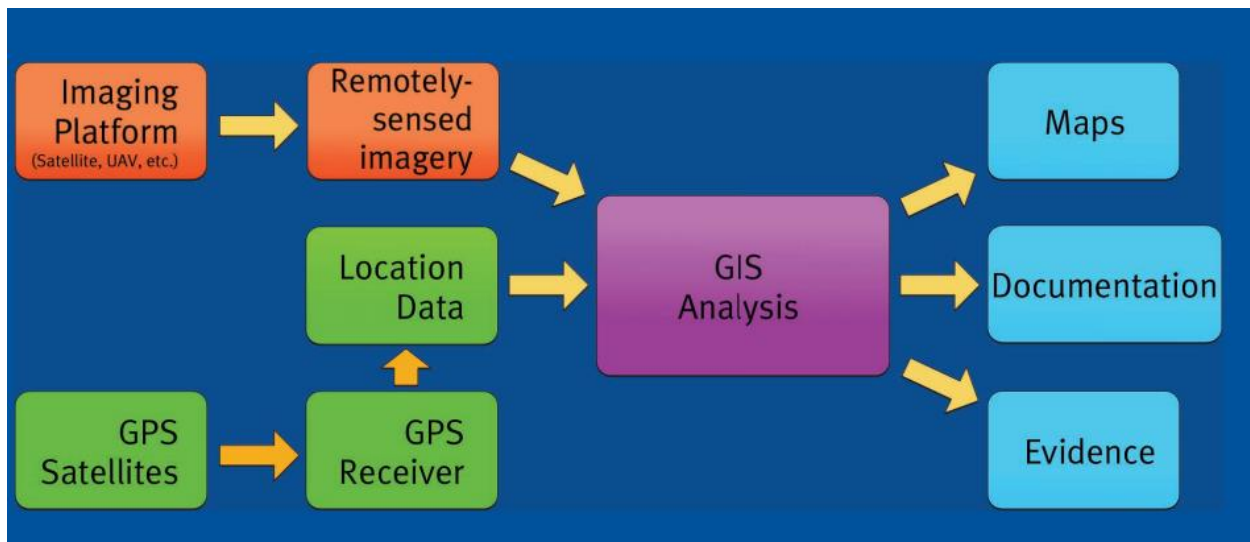 Imaging
Platform
(Satellite, UAV, etc.)
Remotely-
sensed
imagery
Maps
Location
Data
GIS
Analysis
Documentation
GPS
Satellites
GPS
Receiver
Evidence